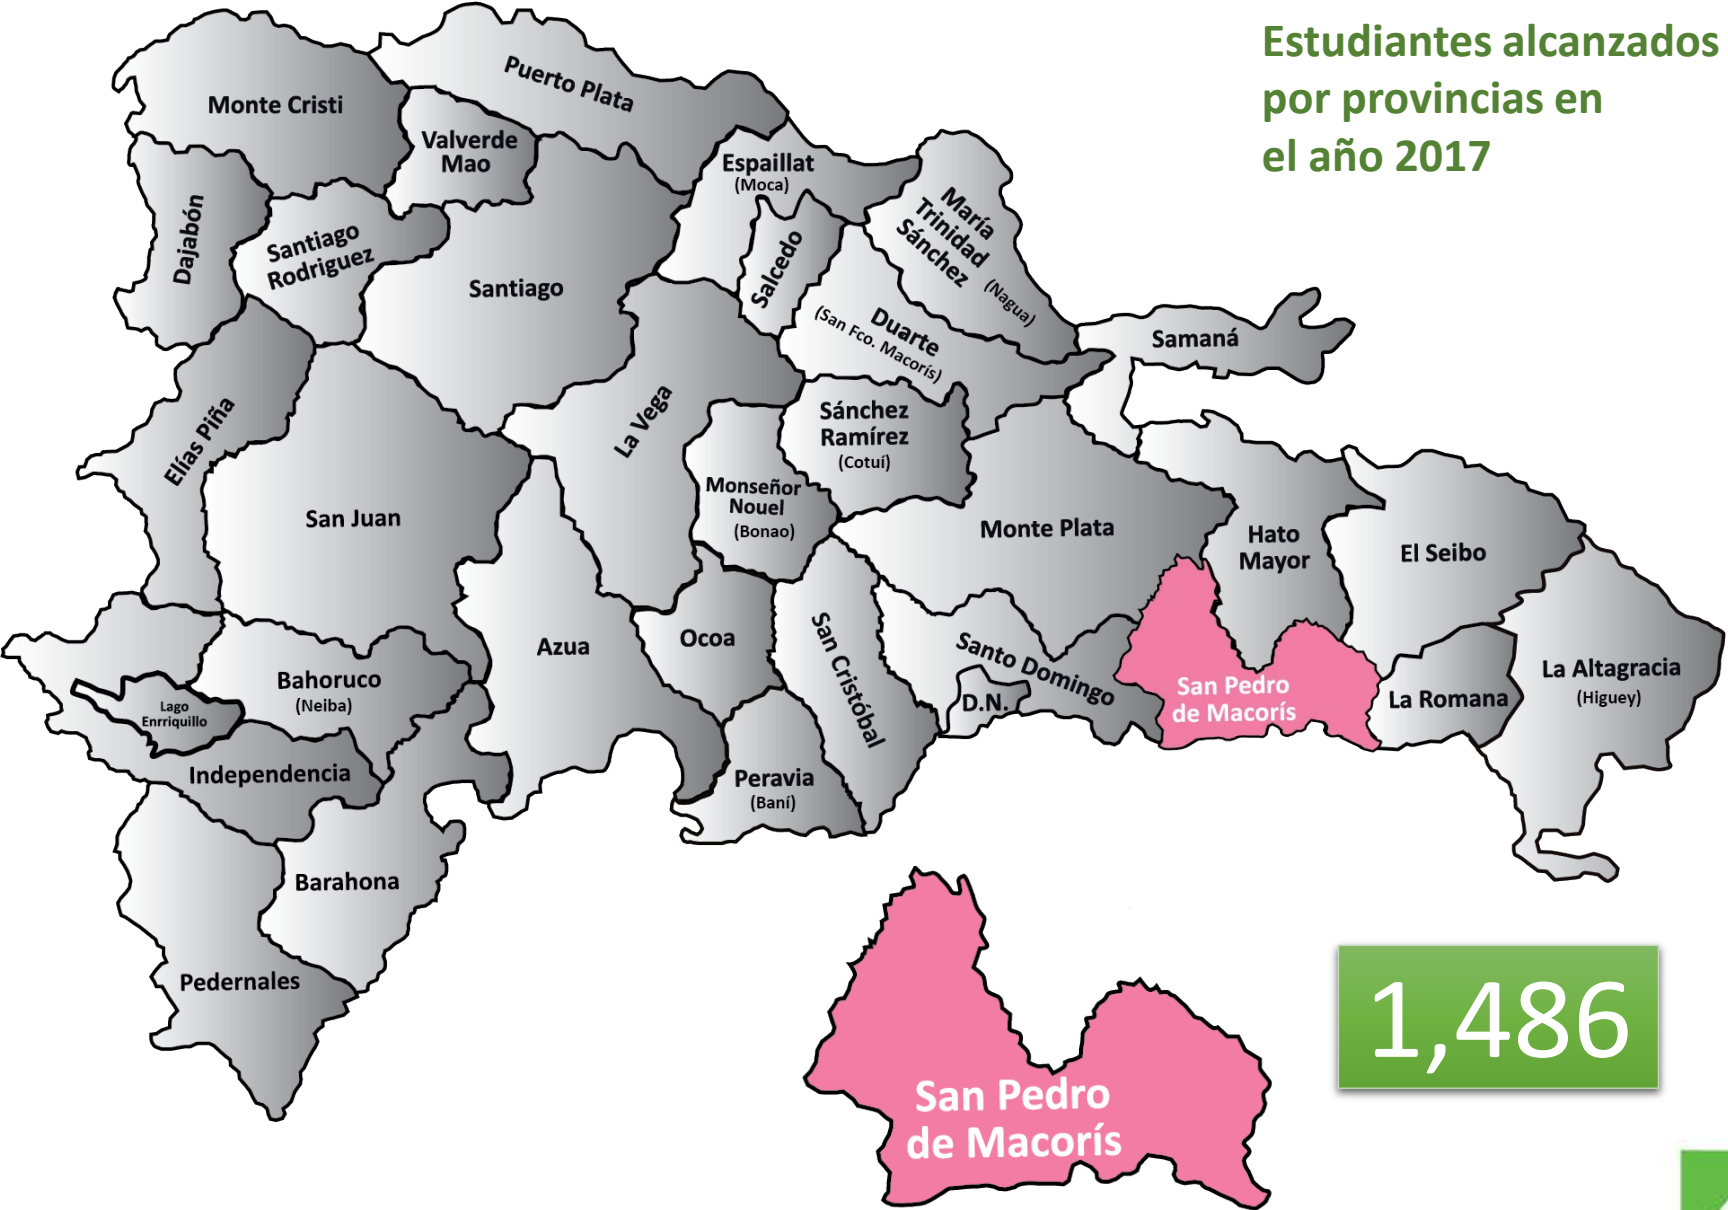 Estudiantes alcanzados
por provincias en
el año 2017
Monte Cristi
Puerto Plata
Valverde
Mao
Espaillat
(Moca)
María
Trinidad
Sánchez
(Nagua)
Dajabón
Santiago
Rodriguez
Santiago
Salcedo
Duarte
(San Fco. Macorís)
Samaná
Elías Piña
La Vega
Sánchez
Ramírez
(Cotuí)
Monseñor
Nouel
(Bonao)
San Juan
Monte Plata
Hato
Mayor
El Seibo
Azua
Ocoa
San Cristóbal
Santo Domingo
D.N.
San Pedro
de Macorís
La Romana
La Altagracia
(Higuey)
Bahoruco
(Neiba)
Lago
Enrriquillo
Independencia
Peravia
(Baní)
Barahona
Pedernales
San Pedro
de Macorís
1,486